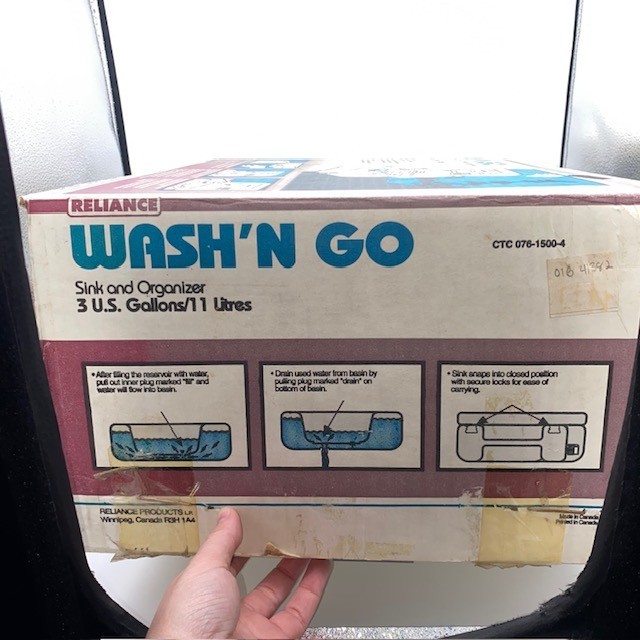 RELIANCE
WASH'N GO
CTC 076-1500-4
Sink and Organizer
3 U.S. Gallons/11 Litres
• After filling the reservoir with water,
pull out inner plug marked "fill" and
water will flow into basin.
• Drain used water from basin by
pulling plug marked "drain" on
bottom of basin.
• Sink snaps into closed position
with secure locks for ease of
carrying.
RELIANCE PRODUCTS
Winnipeg, Canada R3H 1A4
Made in Canada
Printed in Canada